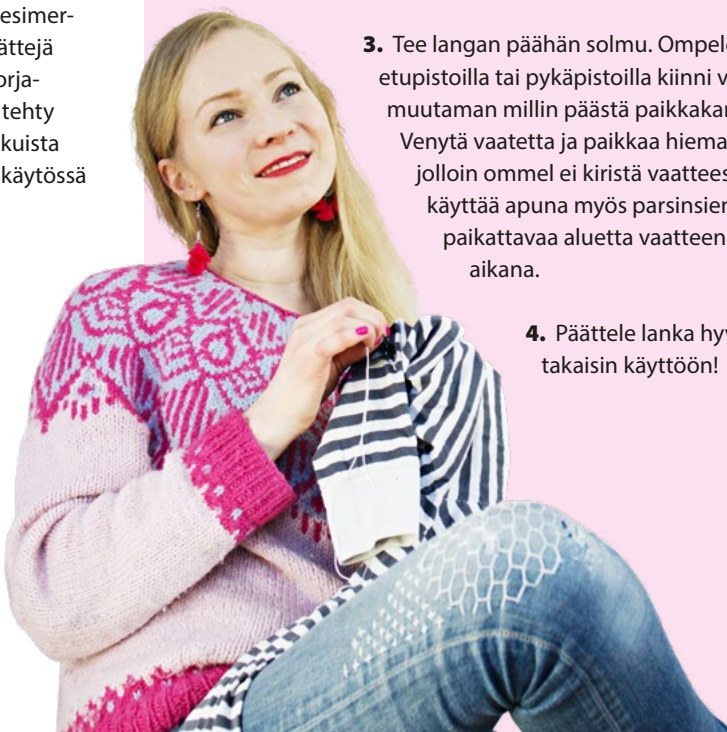 esimer-
ättejä
orja-
tehty
kuista
käytössä
3. Tee langan päähän solmu. Ompele
etupistoilla tai pykäpistoilla kiinni v
muutaman millin päästä paikkakan
Venytä vaatetta ja paikkaa hiema
jolloin ommel ei kiristä vaattees
käyttää apuna myös parsinsien
paikattavaa aluetta vaatteen
aikana.
4. Päättele lanka hyv
takaisin käyttöön!